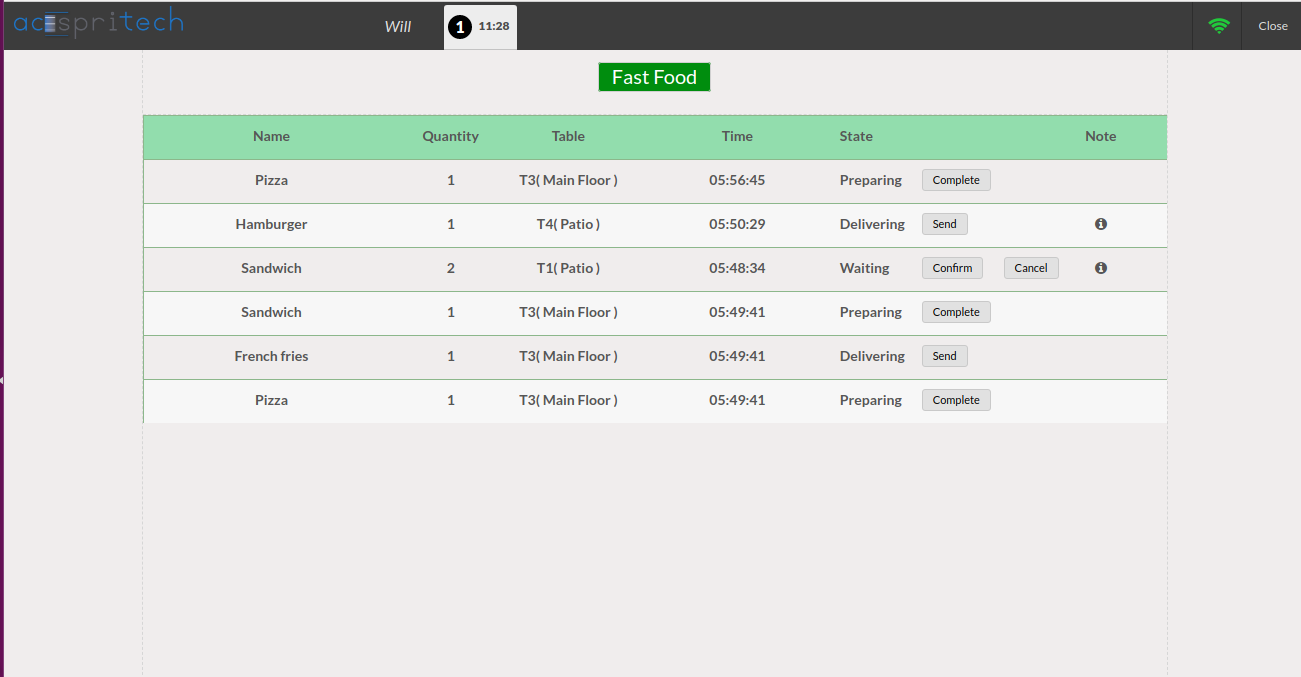 acespritech Will 1 11:28 Close
Fast Food
Name Quantity Table Time State Note
Pizza 1 T3( Main Floor ) 05:56:45 Preparing Complete
Hamburger 1 T4( Patio ) 05:50:29 Delivering Send
Sandwich 2 T1( Patio ) 05:48:34 Waiting Confirm Cancel
Sandwich 1 T3( Main Floor ) 05:49:41 Preparing Complete
French fries 1 T3( Main Floor ) 05:49:41 Delivering Send
Pizza 1 T3( Main Floor ) 05:49:41 Preparing Complete